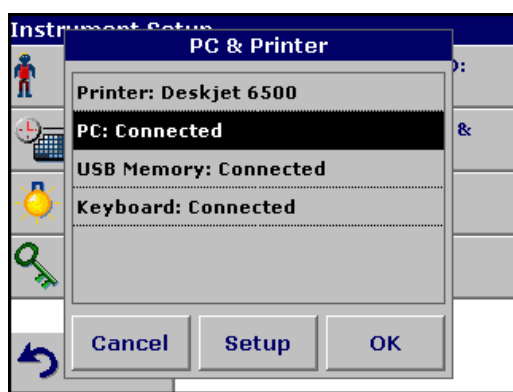 PC & Printer
:
Printer: Deskjet 6500
PC: Connected
&
USB Memory: Connected
Keyboard: Connected
Cancel
Setup
OK